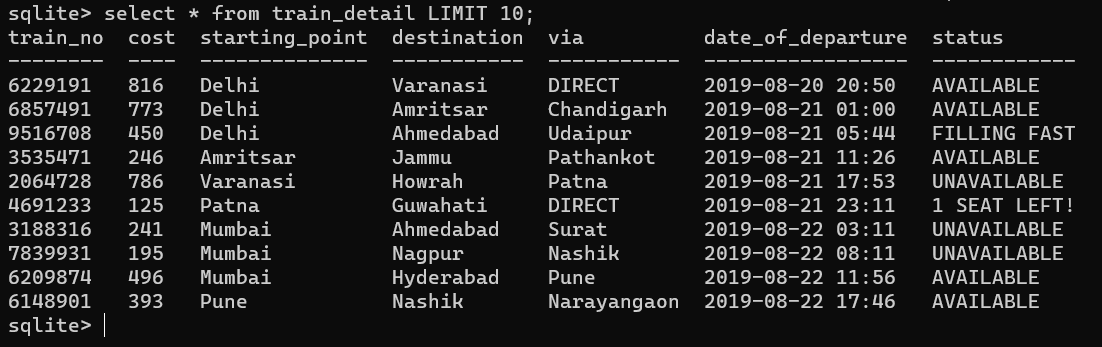 sqlite> select * from train_detail LIMIT 10;
train_no  cost  starting_point  destination  via          date_of_departure  status
--------  ----  --------------  -----------  -----------  -----------------  ------------
6229191   816   Delhi           Varanasi     DIRECT       2019-08-20 20:50   AVAILABLE
6857491   773   Delhi           Amritsar     Chandigarh   2019-08-21 01:00   AVAILABLE
9516708   450   Delhi           Ahmedabad    Udaipur      2019-08-21 05:44   FILLING FAST
3535471   246   Amritsar        Jammu        Pathankot    2019-08-21 11:26   AVAILABLE
2064728   786   Varanasi        Howrah       Patna        2019-08-21 17:53   UNAVAILABLE
4691233   125   Patna           Guwahati     DIRECT       2019-08-21 23:11   1 SEAT LEFT!
3188316   241   Mumbai          Ahmedabad    Surat        2019-08-22 03:11   UNAVAILABLE
7839931   195   Mumbai          Nagpur       Nashik       2019-08-22 08:11   UNAVAILABLE
6209874   496   Mumbai          Hyderabad    Pune         2019-08-22 11:56   AVAILABLE
6148901   393   Pune            Nashik       Narayangaon  2019-08-22 17:46   AVAILABLE
sqlite>